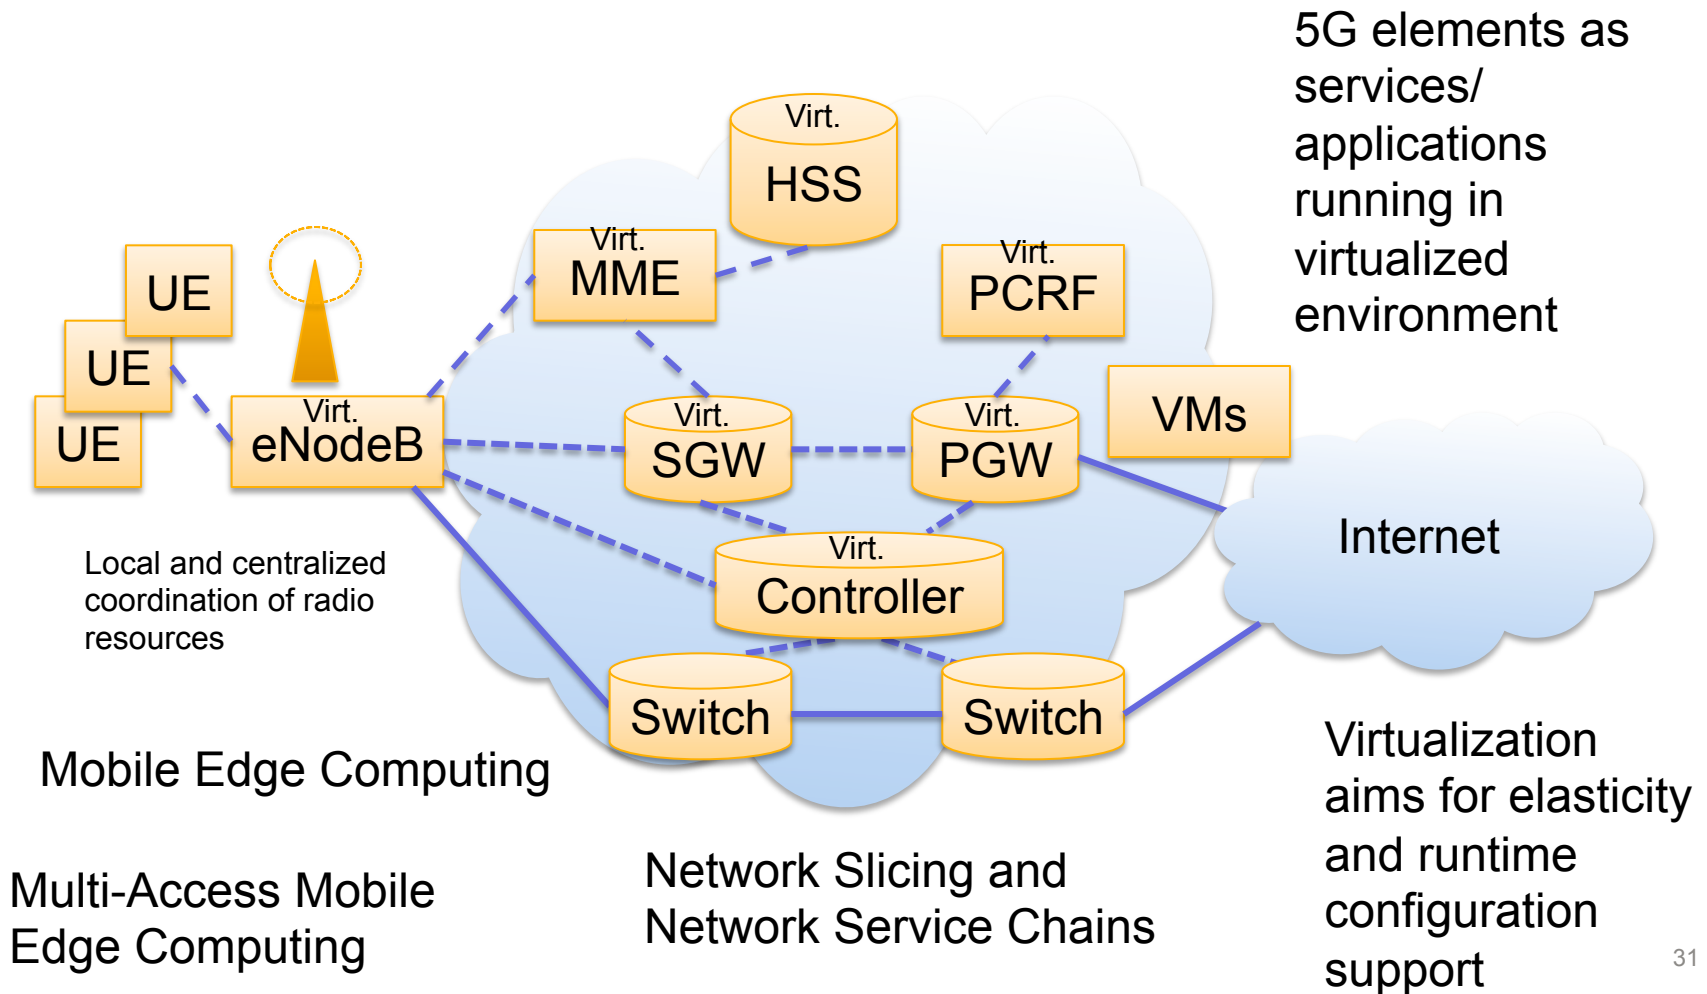 5G elements as
services/
applications
running in
virtualized
environment
Virt.
HSS
Virt.
MME
Virt.
PCRF
UE
UE
UE
Virt.
eNodeB
Virt.
SGW
Virt.
PGW
VMs
Internet
Virt.
Controller
Local and centralized
coordination of radio
resources
Switch
Switch
Mobile Edge Computing
Multi-Access Mobile
Edge Computing
Network Slicing and
Network Service Chains
Virtualization
aims for elasticity
and runtime
configuration
support
31